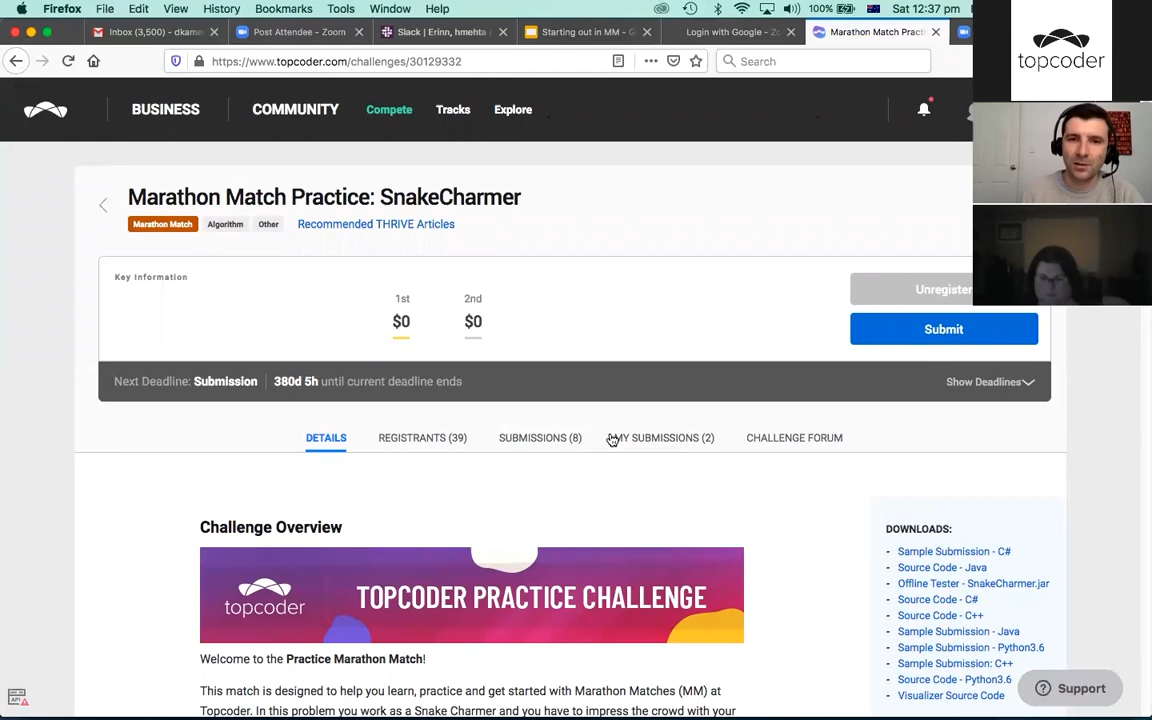 Firefox File Edit View History Bookmarks Tools Window Help 100% Sat 12:37 pm
Inbox (3,500) - dkame Post Attendee - Zoom Slack | Erinn, hmehta Starting out in MM - G Login with Google - Zo Marathon Match Practi
https://www.topcoder.com/challenges/30129332 Search
topcoder
BUSINESS COMMUNITY Compete Tracks Explore
Marathon Match Practice: SnakeCharmer
Marathon Match Algorithm Other Recommended THRIVE Articles
Key Information
1st 2nd
$0 $0
Unregister
Submit
Next Deadline: Submission 380d 5h until current deadline ends Show Deadlines
DETAILS REGISTRANTS (39) SUBMISSIONS (8) MY SUBMISSIONS (2) CHALLENGE FORUM
Challenge Overview
topcoder TOPCODER PRACTICE CHALLENGE
Welcome to the Practice Marathon Match!
This match is designed to help you learn, practice and get started with Marathon Matches (MM) at
Topcoder. In this problem you work as a Snake Charmer and you have to impress the crowd with your
DOWNLOADS:
- Sample Submission - C#
- Source Code - Java
- Offline Tester - SnakeCharmer.jar
- Source Code - C#
- Source Code - C++
- Sample Submission - Java
- Sample Submission - Python3.6
- Sample Submission: C++
- Source Code - Python3.6
- Visualizer Source Code
Support
API